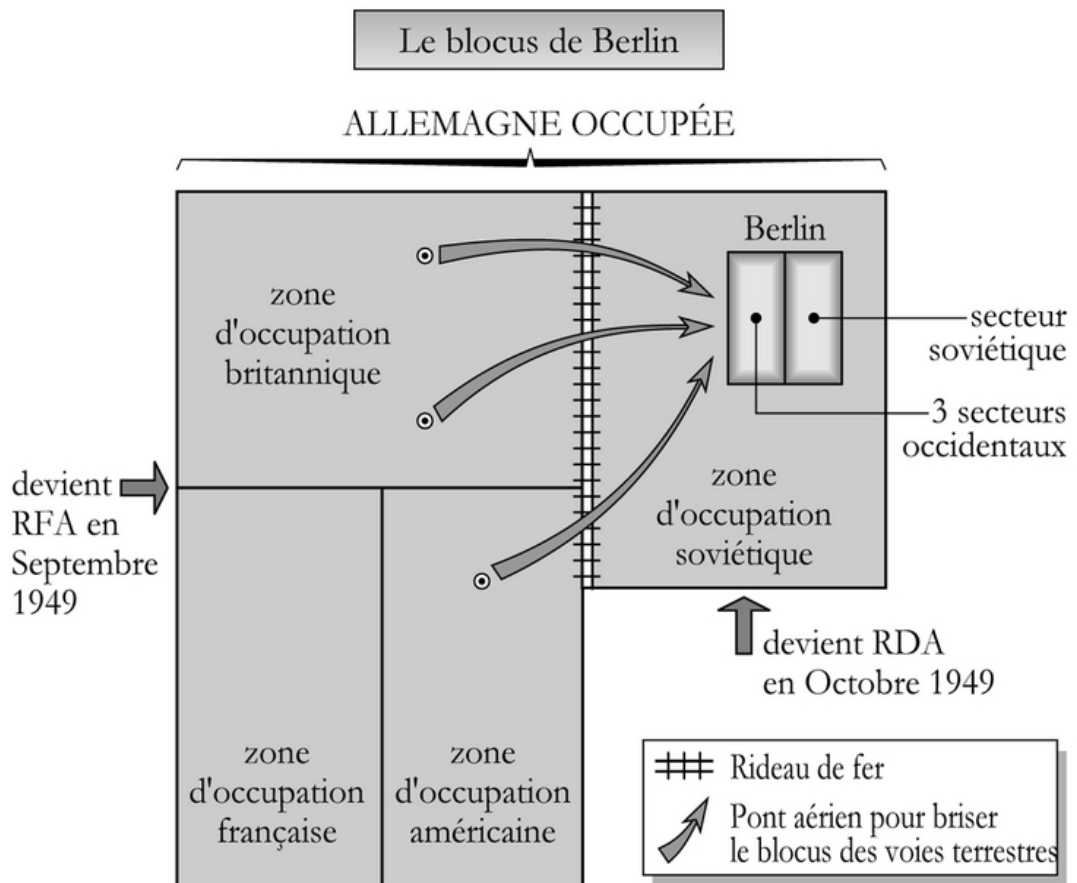 Le blocus de Berlin
ALLEMAGNE OCCUPÉE
zone
d'occupation
britannique
Berlin
secteur
soviétique
3 secteurs
occidentaux
zone
d'occupation
soviétique
devient
RFA en
Septembre
1949
devient RDA
en Octobre 1949
zone
d'occupation
française
zone
d'occupation
américaine
Rideau de fer
Pont aérien pour briser
le blocus des voies terrestres